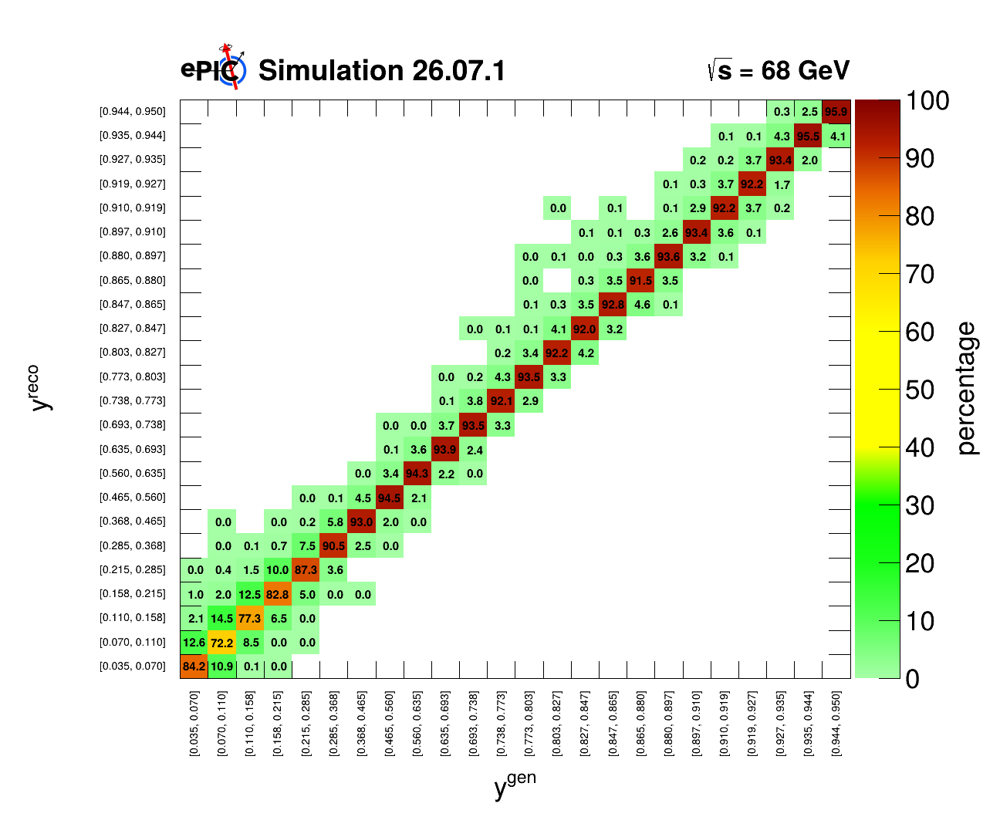 ePIC Simulation 26.07.1 √s = 68 GeV
[0.944, 0.950] 0.3 2.5 95.9 100
[0.935, 0.944] 0.1 0.1 4.3 95.5 4.1
[0.927, 0.935] 0.2 0.2 3.7 93.4 2.0 90
[0.919, 0.927] 0.1 0.3 3.7 92.2 1.7
[0.910, 0.919] 0.0 0.1 0.1 2.9 92.2 3.7 0.2 80
[0.897, 0.910] 0.1 0.1 0.3 2.6 93.4 3.6 0.1
[0.880, 0.897] 0.0 0.1 0.0 0.3 3.6 93.6 3.2 0.1
[0.865, 0.880] 0.0 0.3 3.5 91.5 3.5 70
[0.847, 0.865] 0.1 0.3 3.5 92.8 4.6 0.1
[0.827, 0.847] 0.0 0.1 0.1 4.1 92.0 3.2 60
[0.803, 0.827] 0.2 3.4 92.2 4.2
[0.773, 0.803] 0.0 0.2 4.3 93.5 3.3 50
[0.738, 0.773] 0.1 3.8 92.1 2.9
[0.693, 0.738] 0.0 0.0 3.7 93.5 3.3
[0.635, 0.693] 0.1 3.6 93.9 2.4 40
[0.560, 0.635] 0.0 3.4 94.3 2.2 0.0
[0.465, 0.560] 0.0 0.1 4.5 94.5 2.1 30
[0.368, 0.465] 0.0 0.0 0.2 5.8 93.0 2.0 0.0
[0.285, 0.368] 0.0 0.1 0.7 7.5 90.5 2.5 0.0
[0.215, 0.285] 0.0 0.4 1.5 10.0 87.3 3.6 20
[0.158, 0.215] 1.0 2.0 12.5 82.8 5.0 0.0 0.0
[0.110, 0.158] 2.1 14.5 77.3 6.5 0.0 10
[0.070, 0.110] 12.6 72.2 8.5 0.0 0.0
[0.035, 0.070] 84.2 10.9 0.1 0.0 0
[0.035, 0.070]
[0.070, 0.110]
[0.110, 0.158]
[0.158, 0.215]
[0.215, 0.285]
[0.285, 0.368]
[0.368, 0.465]
[0.465, 0.560]
[0.560, 0.635]
[0.635, 0.693]
[0.693, 0.738]
[0.738, 0.773]
[0.773, 0.803]
[0.803, 0.827]
[0.827, 0.847]
[0.847, 0.865]
[0.865, 0.880]
[0.880, 0.897]
[0.897, 0.910]
[0.910, 0.919]
[0.919, 0.927]
[0.927, 0.935]
[0.935, 0.944]
[0.944, 0.950]
y^gen
y^reco
percentage